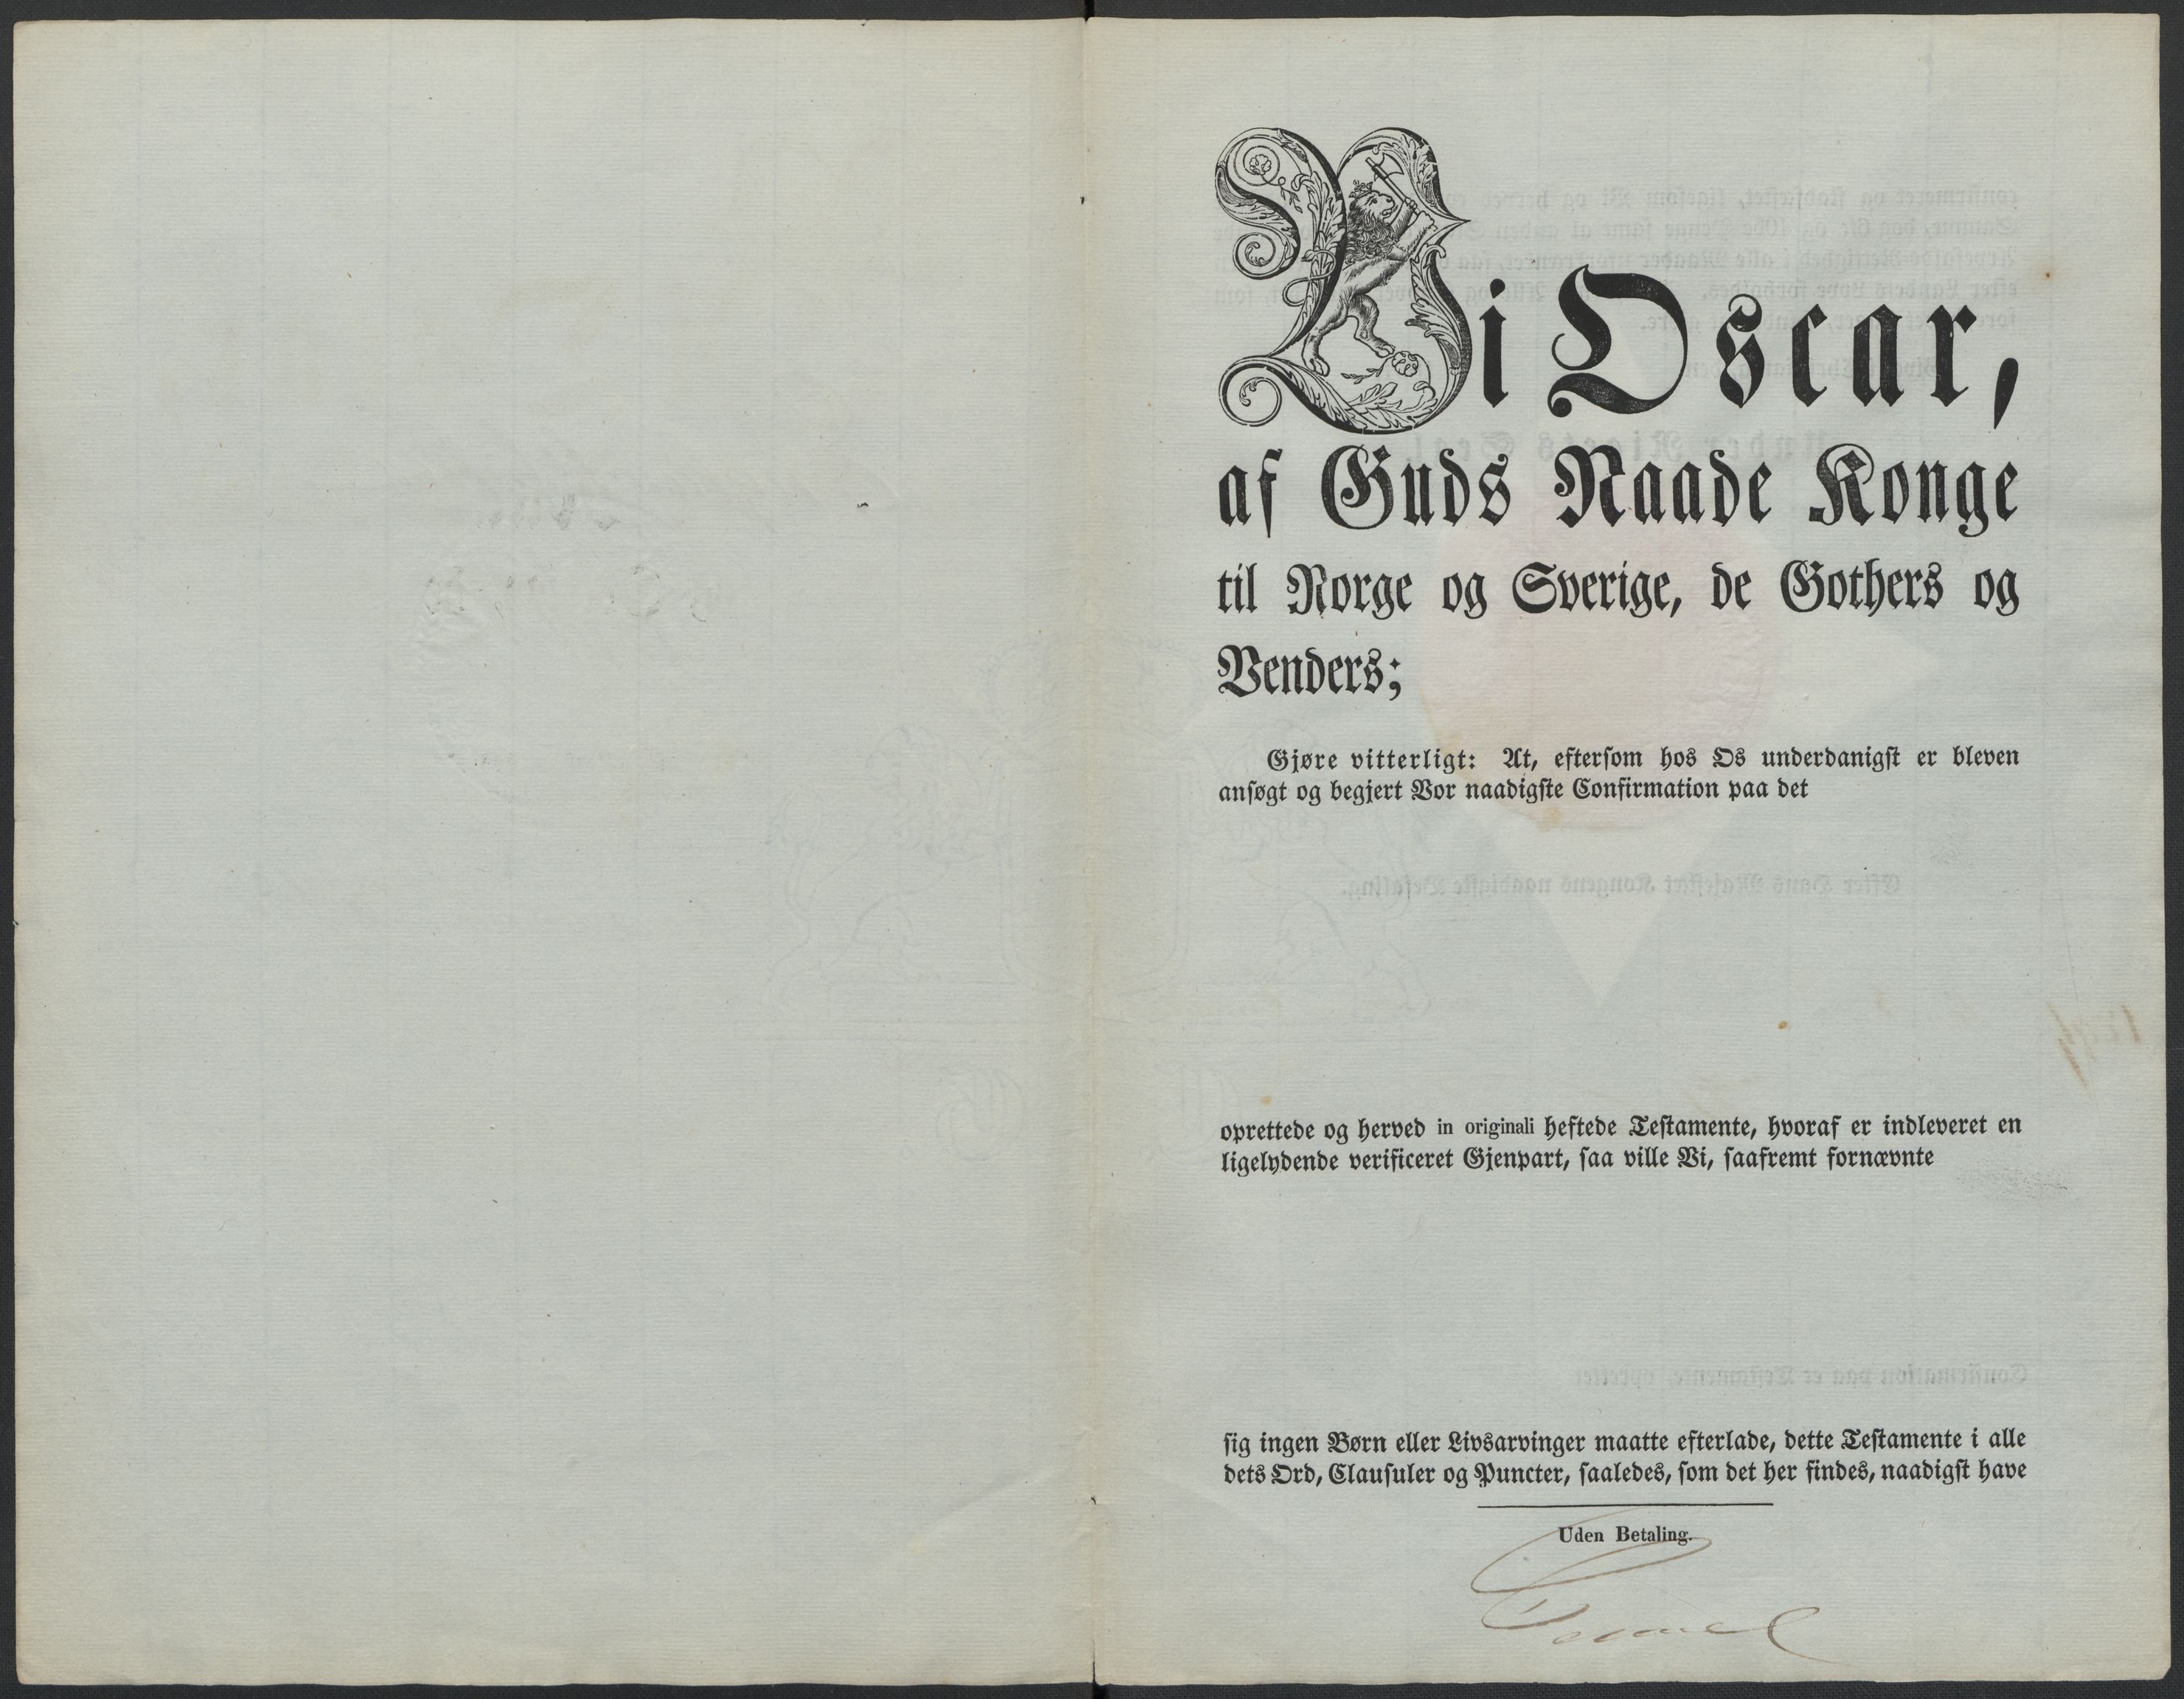 Vi Oscar,
af Guds Naade Konge
til Norge og Sverige, de Gothers og
Venders;
Gjøre vitterligt: At, eftersom hos Os underdanigst er bleven
ansøgt og begjert Vor naadigste Confirmation paa det
oprettede og herved in originali heftede Testamente, hvoraf er indleveret en
ligelydende verificeret Gjenpart, saa ville Vi, saafremt fornævnte
sig ingen Børn eller Livsarvinger maatte efterlade, dette Testamente i alle
dets Ord, Clausuler og Puncter, saaledes, som det her findes, naadigst have
Uden Betaling.